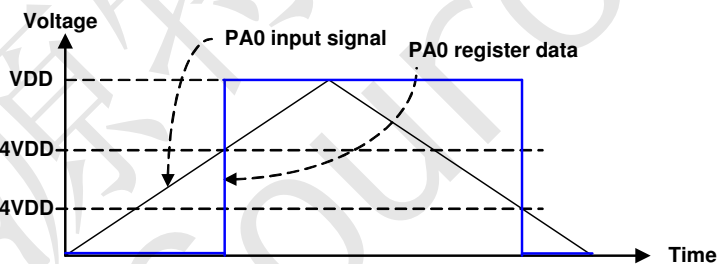 Voltage
PA0 input signal
PA0 register data
VDD
4VDD
4VDD
Time